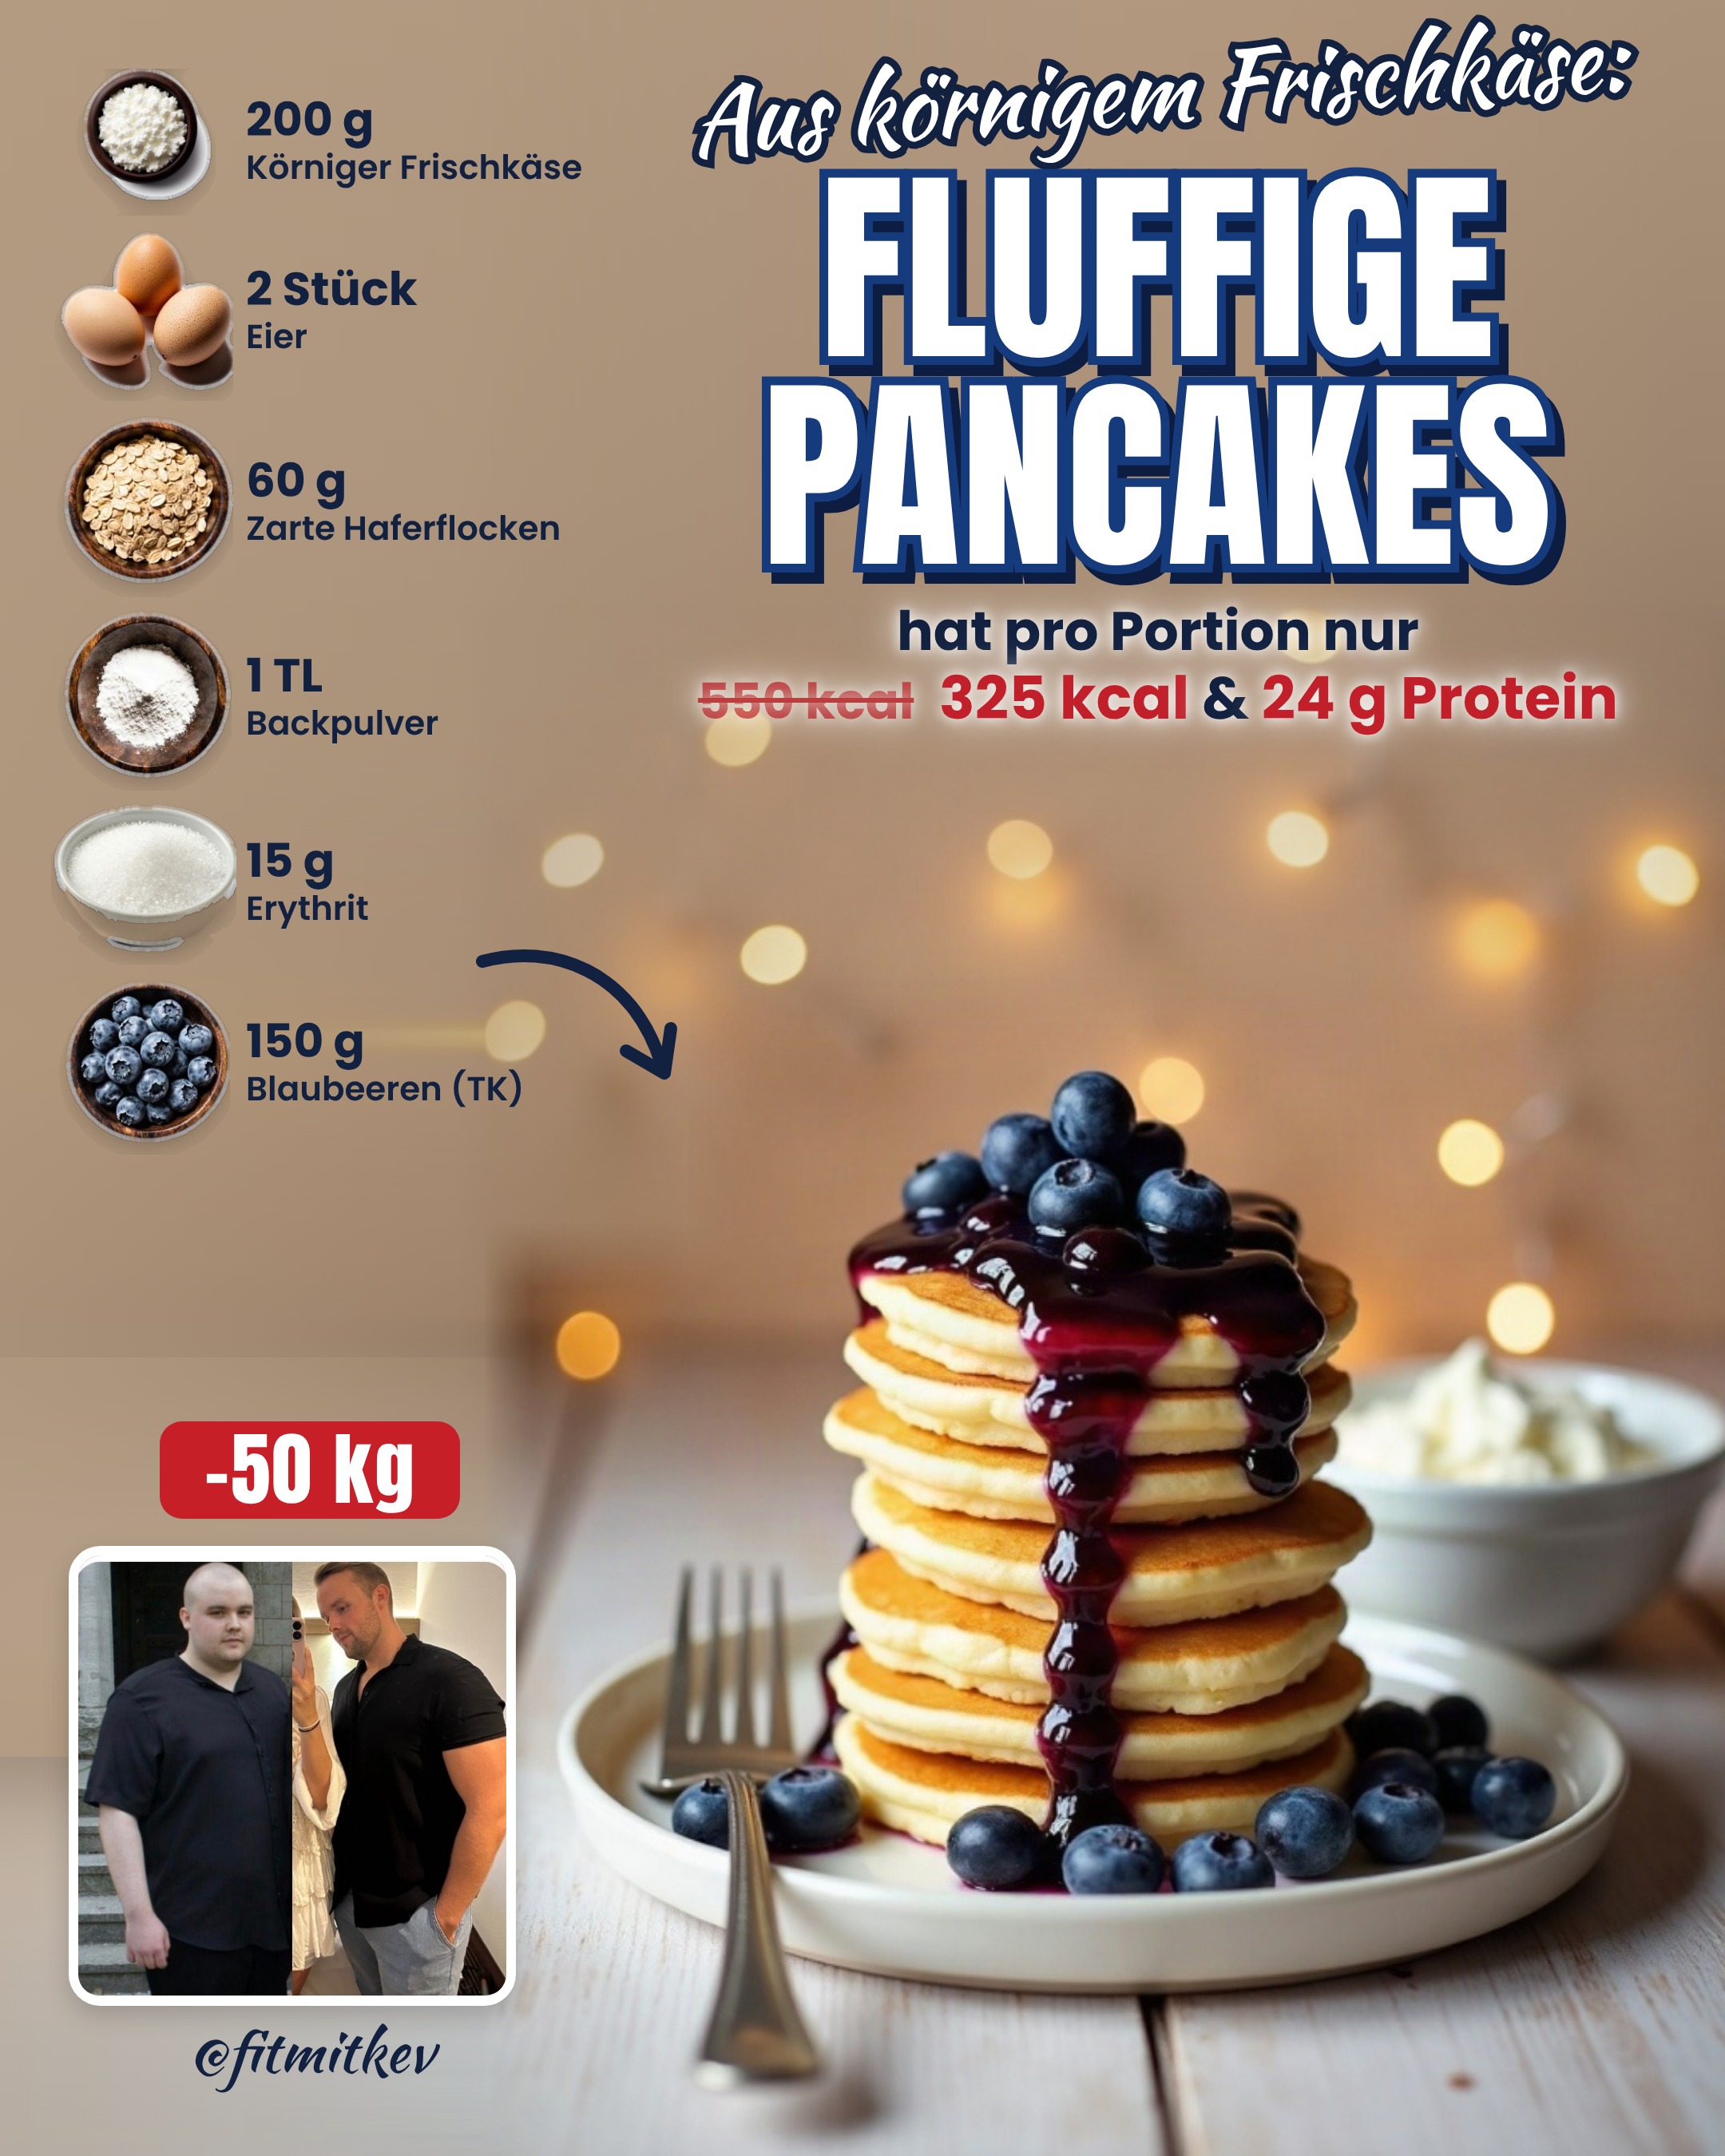 Aus körnigem Frischkäse:
FLUFFIGE
PANCAKES
hat pro Portion nur
550 kcal 325 kcal & 24 g Protein
200 g
Körniger Frischkäse
2 Stück
Eier
60 g
Zarte Haferflocken
1 TL
Backpulver
15 g
Erythrit
150 g
Blaubeeren (TK)
-50 kg
@fitmitkev